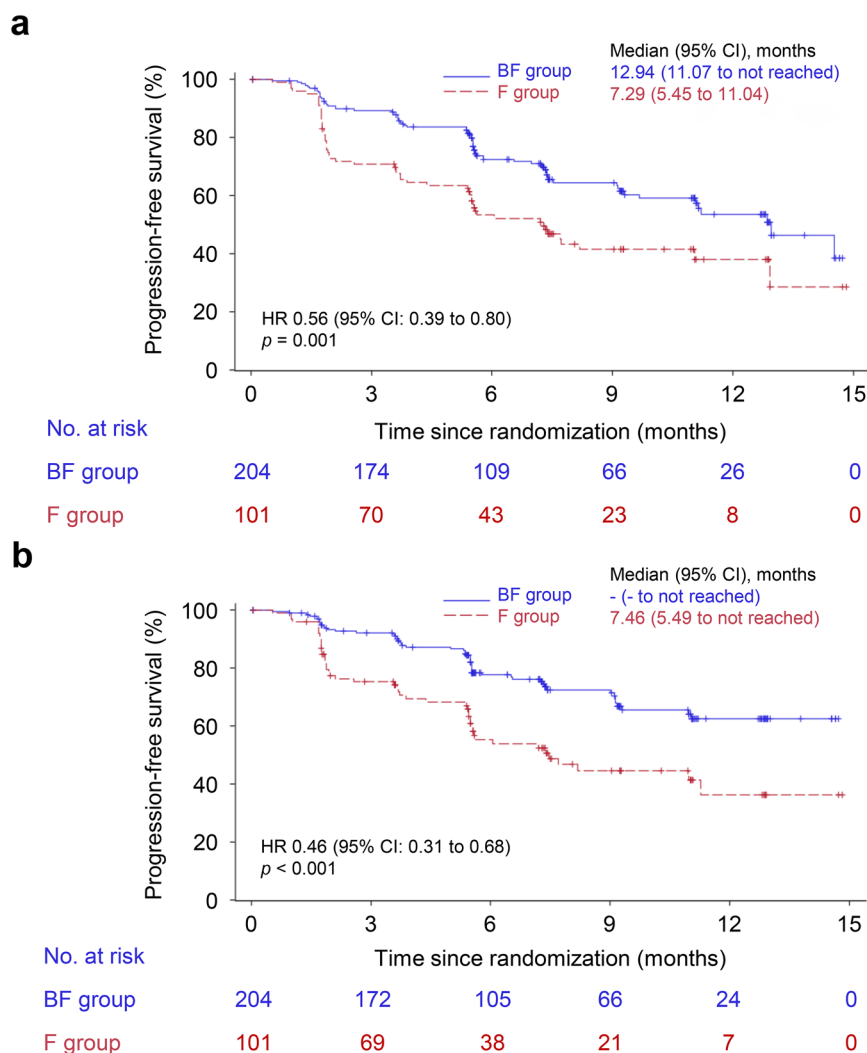 a
Median (95% CI), months
BF group 12.94 (11.07 to not reached)
F group 7.29 (5.45 to 11.04)
Progression-free survival (%)
100
80
60
40
20
0
HR 0.56 (95% CI: 0.39 to 0.80)
p = 0.001
0 3 6 9 12 15
No. at risk Time since randomization (months)
BF group 204 174 109 66 26 0
F group 101 70 43 23 8 0
b
Median (95% CI), months
BF group - (- to not reached)
F group 7.46 (5.49 to not reached)
Progression-free survival (%)
100
80
60
40
20
0
HR 0.46 (95% CI: 0.31 to 0.68)
p < 0.001
0 3 6 9 12 15
No. at risk Time since randomization (months)
BF group 204 172 105 66 24 0
F group 101 69 38 21 7 0